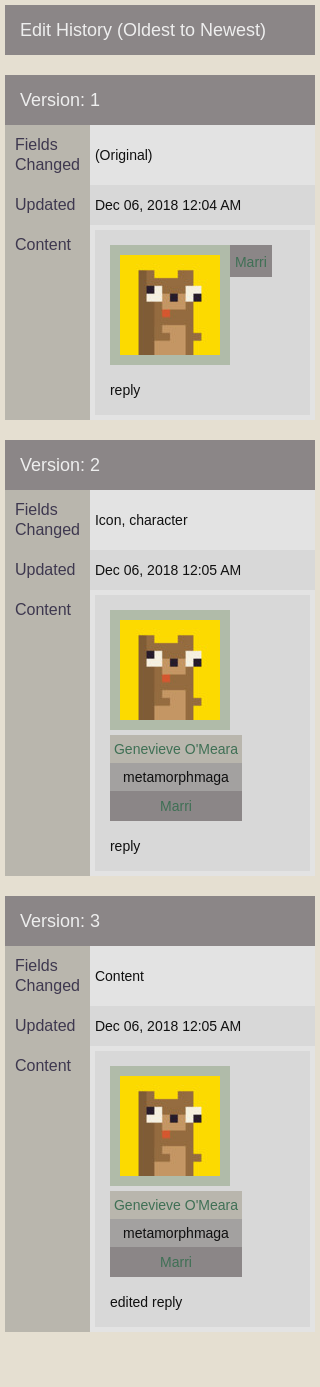 Edit History (Oldest to Newest)
Version: 1
Fields
Changed
(Original)
Updated
Dec 06, 2018 12:04 AM
Content
Marri
reply
Version: 2
Fields
Changed
Icon, character
Updated
Dec 06, 2018 12:05 AM
Content
Genevieve O'Meara
metamorphmaga
Marri
reply
Version: 3
Fields
Changed
Content
Updated
Dec 06, 2018 12:05 AM
Content
Genevieve O'Meara
metamorphmaga
Marri
edited reply